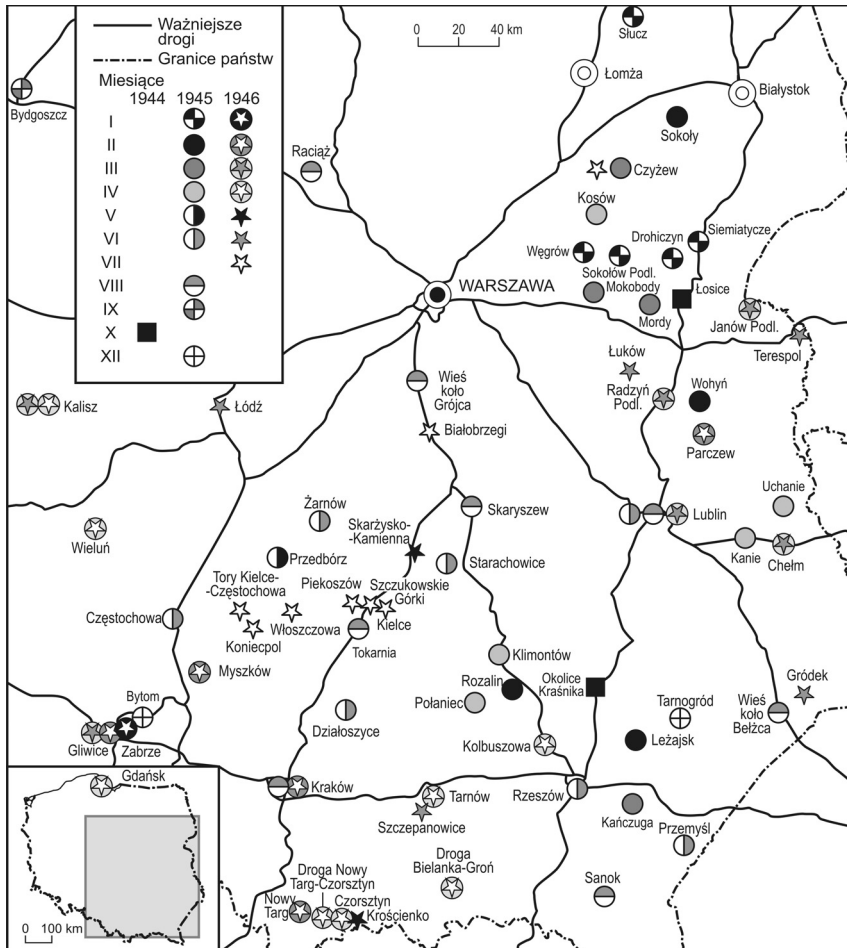 Ważniejsze
drogi
Granice państw
Miesiące
1944 1945 1946
I
II
III
IV
V
VI
VII
VIII
IX
X
XII
0 20 40 km
Słucz
Łomża
Białystok
Bydgoszcz
Sokoły
Raciąż
Czyżew
Kosów
Siemiatycze
Drohiczyn
Węgrów
Sokołów Podl.
Mokobody
WARSZAWA
Łosice
Mordy
Janów Podl.
Terespol
Łuków
Radzyń
Podl.
Wohyń
Wieś
koło
Grójca
Kalisz
Łódź
Białobrzegi
Parczew
Uchanie
Żarnów
Skaryszew
Lublin
Skarżysko-
-Kamienna
Wieluń
Kanie
Chełm
Przedbórz
Starachowice
Tory Kielce-
-Częstochowa
Piekoszów
Szczukowskie
Górki
Częstochowa
Włoszczowa
Kielce
Koniecpol
Tokarnia
Klimontów
Myszków
Rozalin
Okolice
Kraśnika
Gródek
Bytom
Połaniec
Tarnogród
Wieś
koło
Bełżca
Działoszyce
Gliwice
Zabrze
Kolbuszowa
Leżajsk
Gdańsk
Kraków
Tarnów
Rzeszów
Szczepanowice
Kańczuga
Przemyśl
Droga
Bielanka-Groń
Droga Nowy
Targ-Czorsztyn
Sanok
Nowy
Targ
Czorsztyn
Krościenko
0 100 km